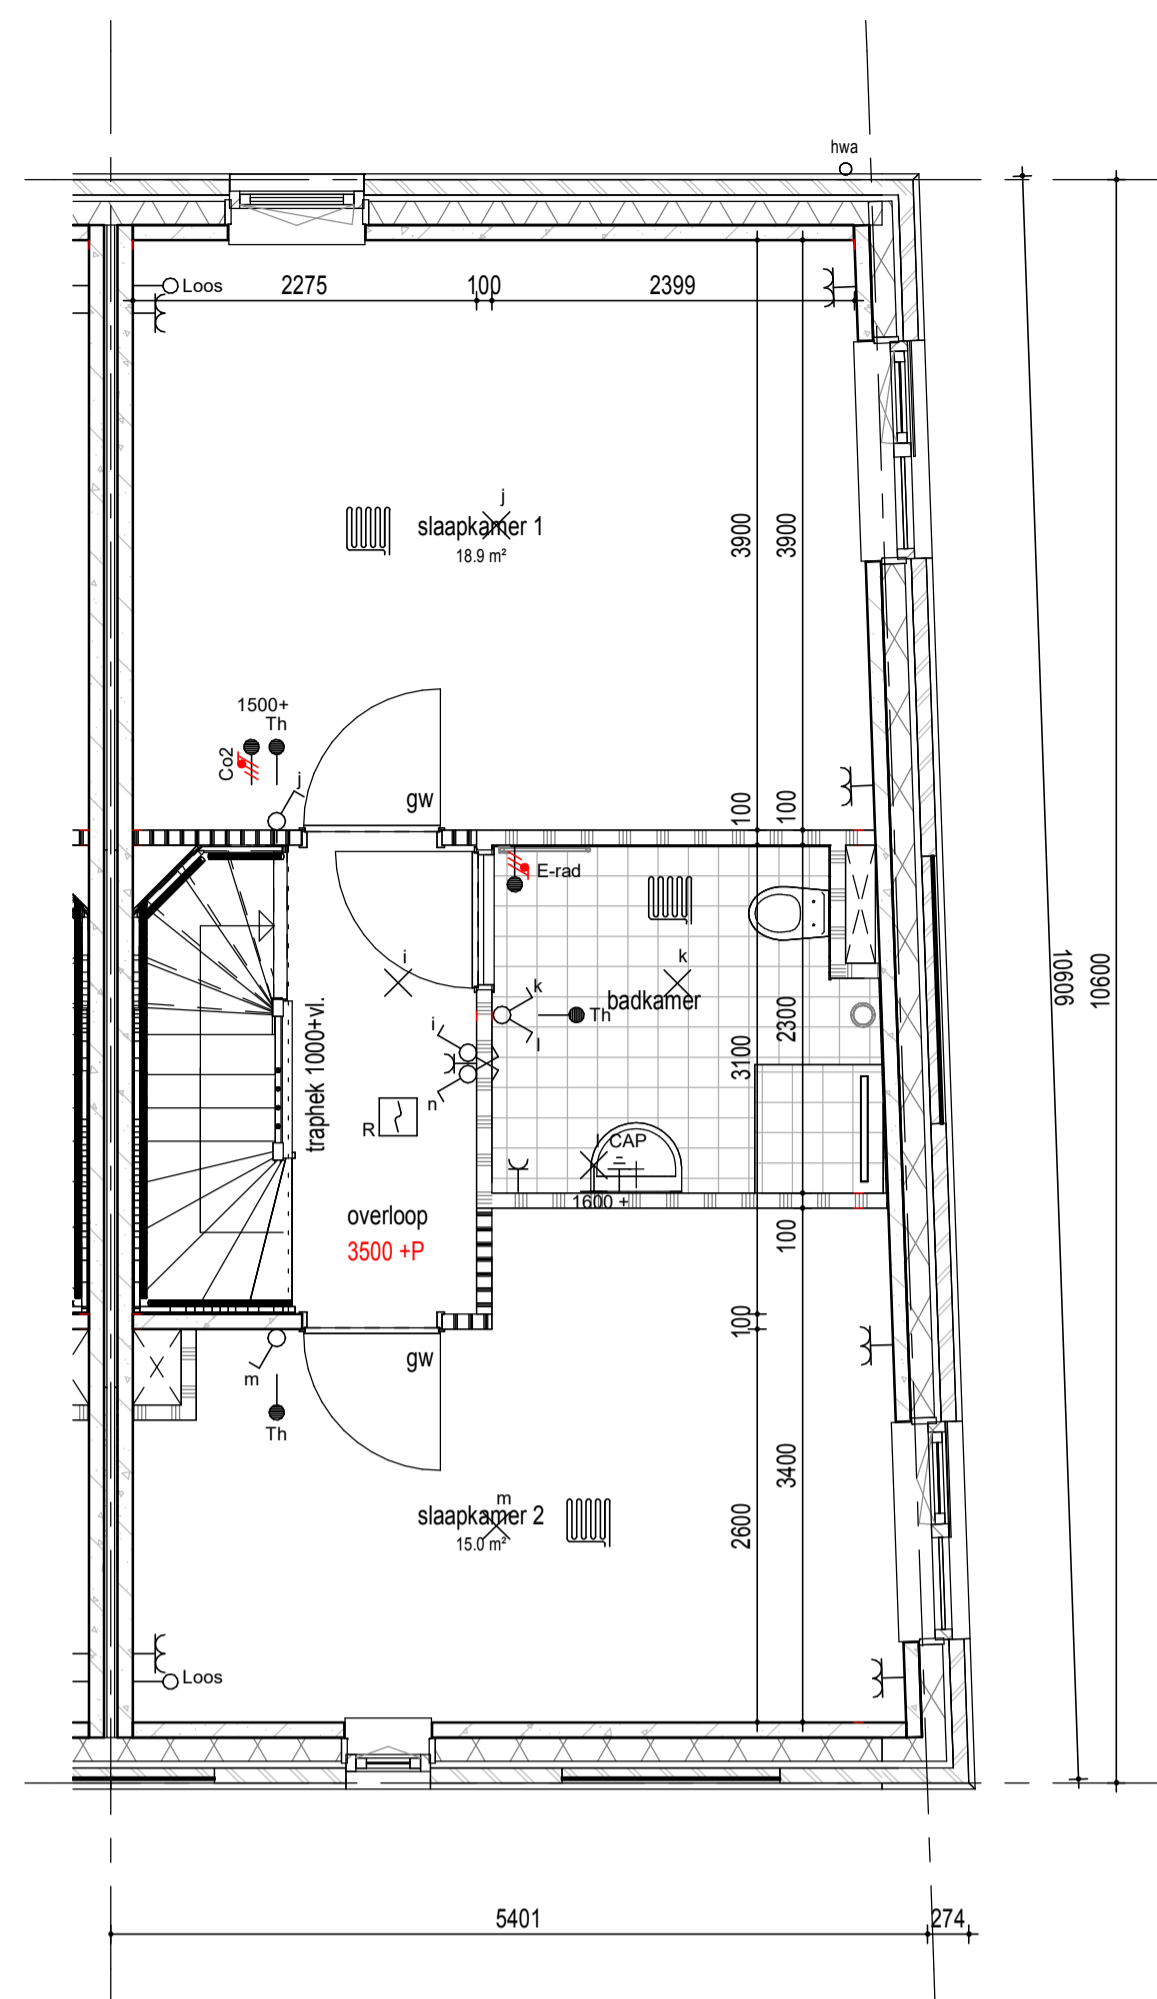 hwa
Loos
2275
100
2399
j
slaapkamer 1
18.9 m²
3900
3900
1500+
Th
Co2
j
gw
100
100
E-rad
i
k
badkamer
k
Th
l
i
n
R
traphek 1000+vl.
3100
2300
10606
10600
l
CAP
1600 +
overloop
3500 +P
100
100
gw
m
Th
m
slaapkamer 2
15.0 m²
2600
3400
Loos
5401
274